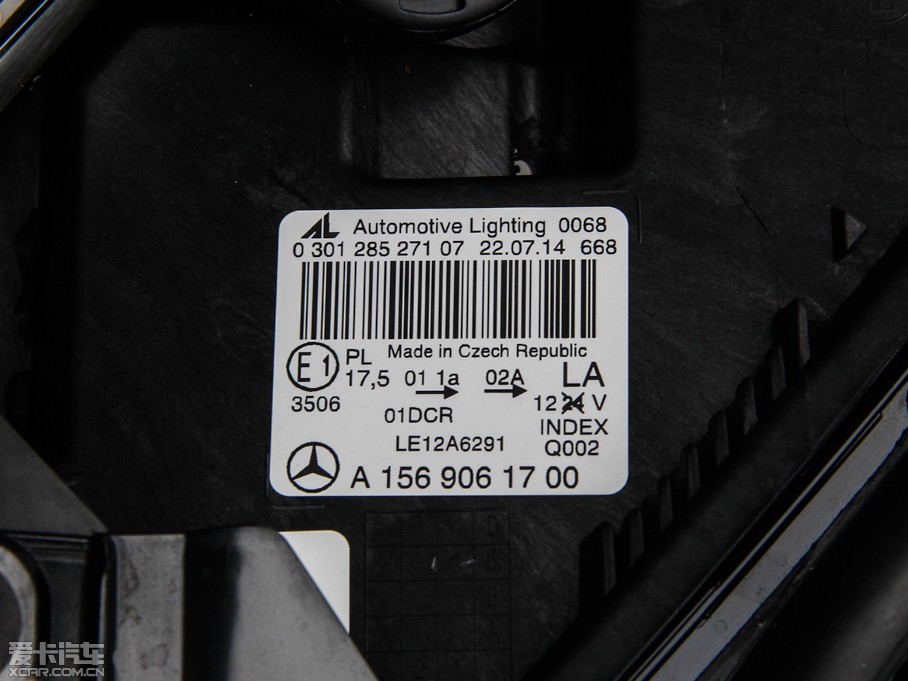 AL Automotive Lighting 0068
0 301 285 271 07 22.07.14 668
Made in Czech Republic
E1 PL 17,5 01 1a 02A LA
3506 12 24 V
01DCR INDEX
LE12A6291 Q002
A 156 906 17 00
爱卡汽车
XCAR.COM.CN